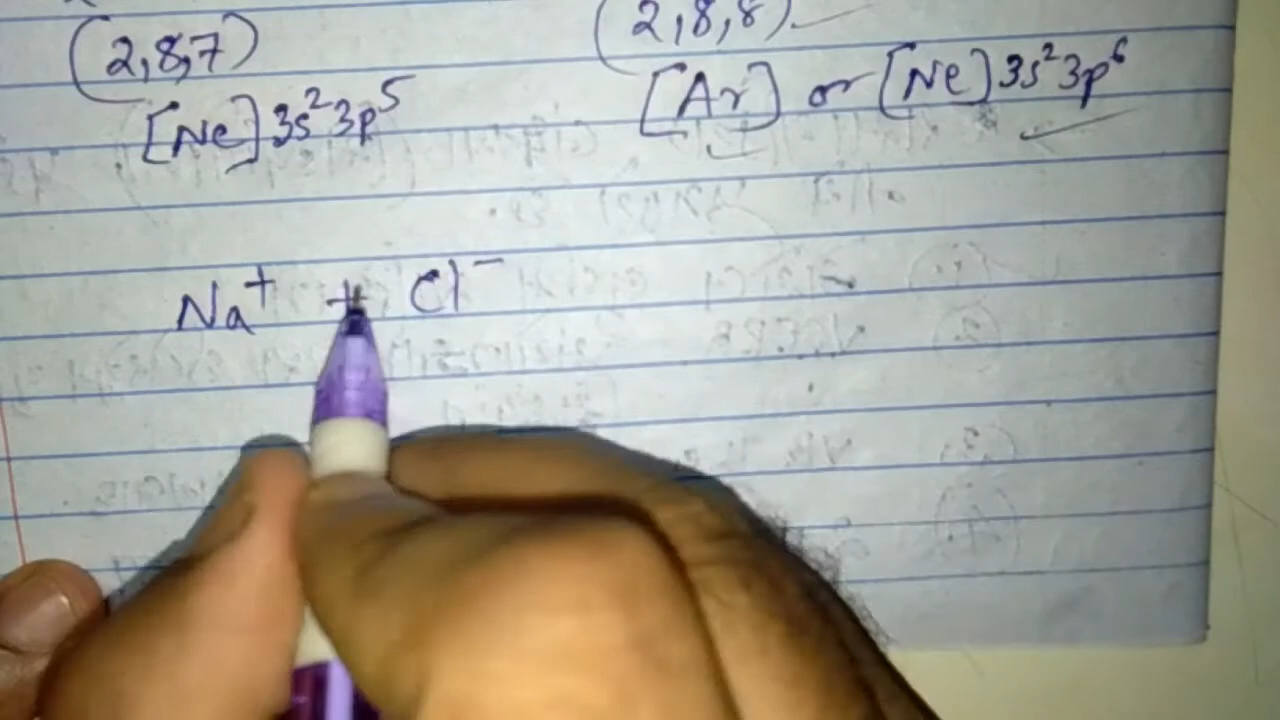 (2,8,7) (2,8,8)
[Ne]3s²3p⁵ [Ar] or [Ne]3s²3p⁶
Na⁺ + Cl⁻